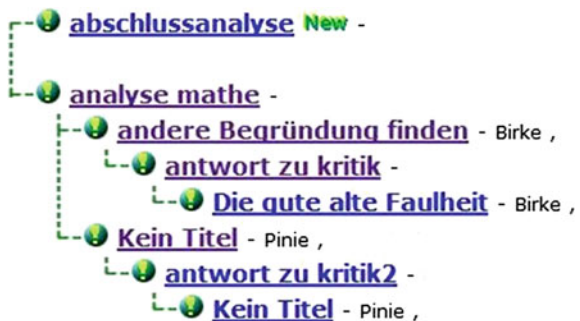 abschlussanalyse New -
analyse mathe -
andere Begründung finden - Birke ,
antwort zu kritik -
Die gute alte Faulheit - Birke ,
Kein Titel - Pinie ,
antwort zu kritik2 -
Kein Titel - Pinie ,